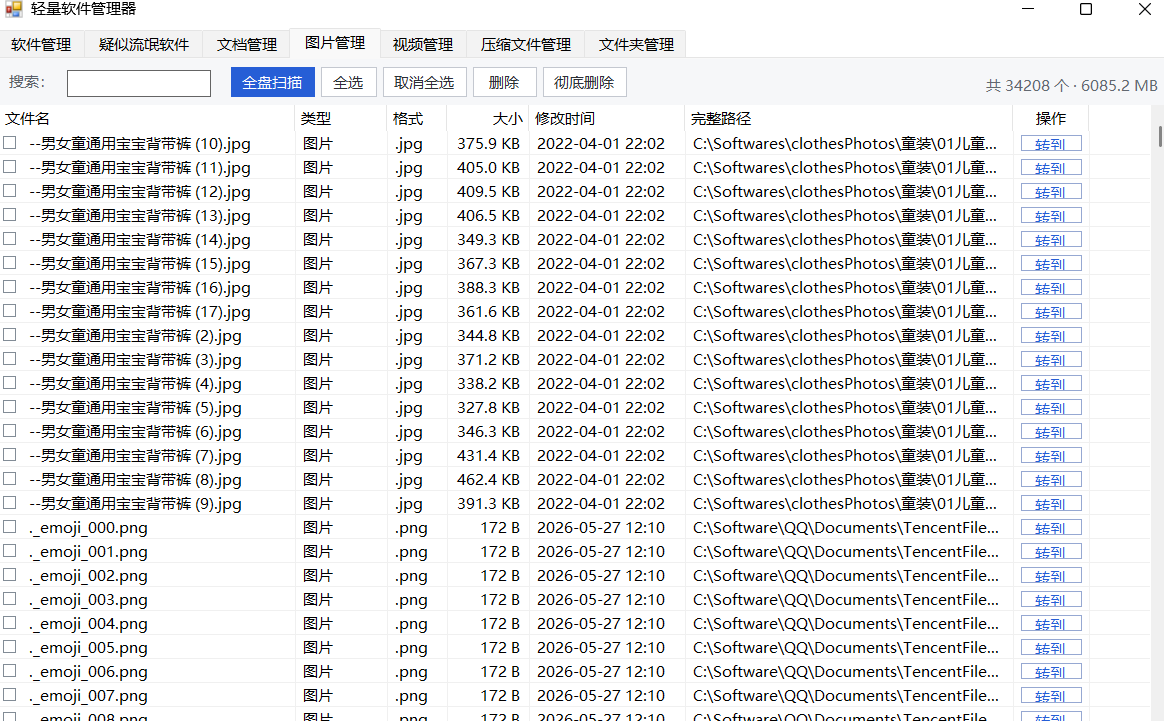 轻量软件管理器
软件管理 疑似流氓软件 文档管理 图片管理 视频管理 压缩文件管理 文件夹管理
搜索： 全盘扫描 全选 取消全选 删除 彻底删除 共 34208 个 · 6085.2 MB
文件名 类型 格式 大小 修改时间 完整路径 操作
--男女童通用宝宝背带裤 (10).jpg 图片 .jpg 375.9 KB 2022-04-01 22:02 C:\Softwares\clothesPhotos\童装\01儿童... 转到
--男女童通用宝宝背带裤 (11).jpg 图片 .jpg 405.0 KB 2022-04-01 22:02 C:\Softwares\clothesPhotos\童装\01儿童... 转到
--男女童通用宝宝背带裤 (12).jpg 图片 .jpg 409.5 KB 2022-04-01 22:02 C:\Softwares\clothesPhotos\童装\01儿童... 转到
--男女童通用宝宝背带裤 (13).jpg 图片 .jpg 406.5 KB 2022-04-01 22:02 C:\Softwares\clothesPhotos\童装\01儿童... 转到
--男女童通用宝宝背带裤 (14).jpg 图片 .jpg 349.3 KB 2022-04-01 22:02 C:\Softwares\clothesPhotos\童装\01儿童... 转到
--男女童通用宝宝背带裤 (15).jpg 图片 .jpg 367.3 KB 2022-04-01 22:02 C:\Softwares\clothesPhotos\童装\01儿童... 转到
--男女童通用宝宝背带裤 (16).jpg 图片 .jpg 388.3 KB 2022-04-01 22:02 C:\Softwares\clothesPhotos\童装\01儿童... 转到
--男女童通用宝宝背带裤 (17).jpg 图片 .jpg 361.6 KB 2022-04-01 22:02 C:\Softwares\clothesPhotos\童装\01儿童... 转到
--男女童通用宝宝背带裤 (2).jpg 图片 .jpg 344.8 KB 2022-04-01 22:02 C:\Softwares\clothesPhotos\童装\01儿童... 转到
--男女童通用宝宝背带裤 (3).jpg 图片 .jpg 371.2 KB 2022-04-01 22:02 C:\Softwares\clothesPhotos\童装\01儿童... 转到
--男女童通用宝宝背带裤 (4).jpg 图片 .jpg 338.2 KB 2022-04-01 22:02 C:\Softwares\clothesPhotos\童装\01儿童... 转到
--男女童通用宝宝背带裤 (5).jpg 图片 .jpg 327.8 KB 2022-04-01 22:02 C:\Softwares\clothesPhotos\童装\01儿童... 转到
--男女童通用宝宝背带裤 (6).jpg 图片 .jpg 346.3 KB 2022-04-01 22:02 C:\Softwares\clothesPhotos\童装\01儿童... 转到
--男女童通用宝宝背带裤 (7).jpg 图片 .jpg 431.4 KB 2022-04-01 22:02 C:\Softwares\clothesPhotos\童装\01儿童... 转到
--男女童通用宝宝背带裤 (8).jpg 图片 .jpg 462.4 KB 2022-04-01 22:02 C:\Softwares\clothesPhotos\童装\01儿童... 转到
--男女童通用宝宝背带裤 (9).jpg 图片 .jpg 391.3 KB 2022-04-01 22:02 C:\Softwares\clothesPhotos\童装\01儿童... 转到
._emoji_000.png 图片 .png 172 B 2026-05-27 12:10 C:\Software\QQ\Documents\TencentFile... 转到
._emoji_001.png 图片 .png 172 B 2026-05-27 12:10 C:\Software\QQ\Documents\TencentFile... 转到
._emoji_002.png 图片 .png 172 B 2026-05-27 12:10 C:\Software\QQ\Documents\TencentFile... 转到
._emoji_003.png 图片 .png 172 B 2026-05-27 12:10 C:\Software\QQ\Documents\TencentFile... 转到
._emoji_004.png 图片 .png 172 B 2026-05-27 12:10 C:\Software\QQ\Documents\TencentFile... 转到
._emoji_005.png 图片 .png 172 B 2026-05-27 12:10 C:\Software\QQ\Documents\TencentFile... 转到
._emoji_006.png 图片 .png 172 B 2026-05-27 12:10 C:\Software\QQ\Documents\TencentFile... 转到
._emoji_007.png 图片 .png 172 B 2026-05-27 12:10 C:\Software\QQ\Documents\TencentFile... 转到
._emoji_008.png 图片 .png 172 B 2026-05-27 12:10 C:\Software\QQ\Documents\TencentFile... 转到